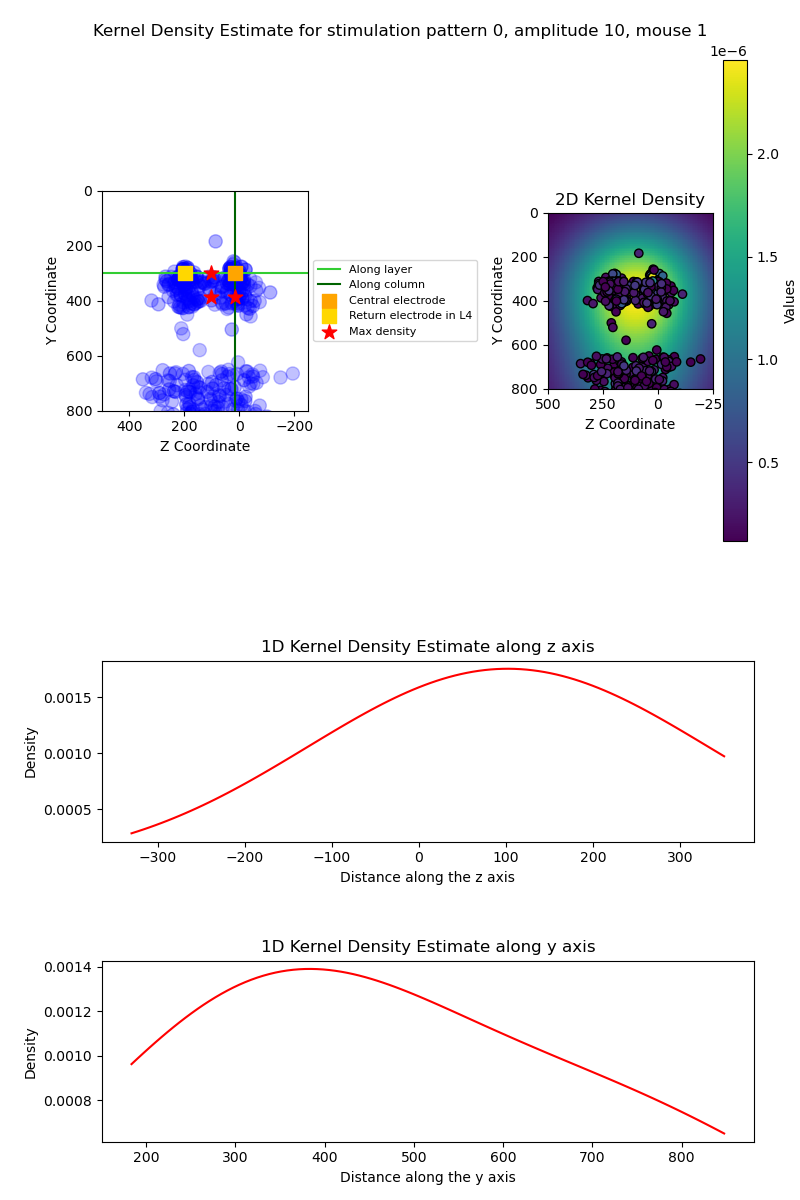 Kernel Density Estimate for stimulation pattern 0, amplitude 10, mouse 1
1e−6
0
200
400
600
800
Y Coordinate
400
200
0
−200
Z Coordinate
Along layer
Along column
Central electrode
Return electrode in L4
Max density
2D Kernel Density
0
200
400
600
800
Y Coordinate
500
250
0
−25
Z Coordinate
2.0
1.5
1.0
0.5
Values
1D Kernel Density Estimate along z axis
0.0015
0.0010
0.0005
Density
−300
−200
−100
0
100
200
300
Distance along the z axis
1D Kernel Density Estimate along y axis
0.0014
0.0012
0.0010
0.0008
Density
200
300
400
500
600
700
800
Distance along the y axis